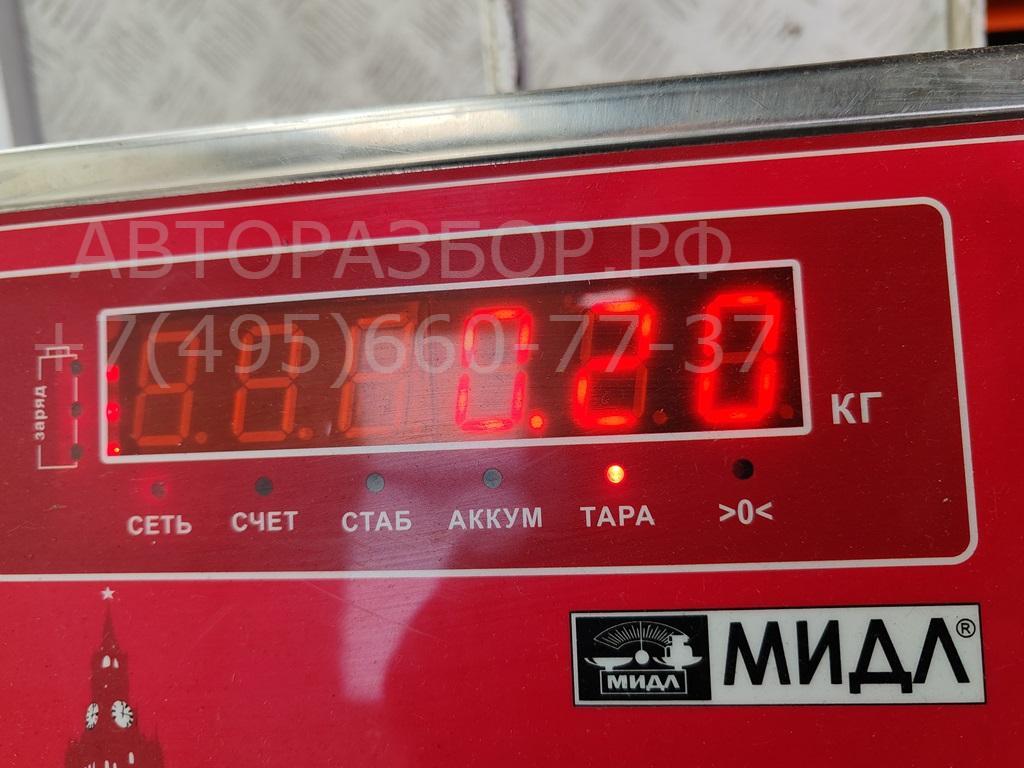 АВТОРАЗБОР.РФ
+7(495)660-77-37
заряд
0.20
КГ
СЕТЬ СЧЕТ СТАБ АККУМ ТАРА >0<
МИДЛ
МИДЛ®